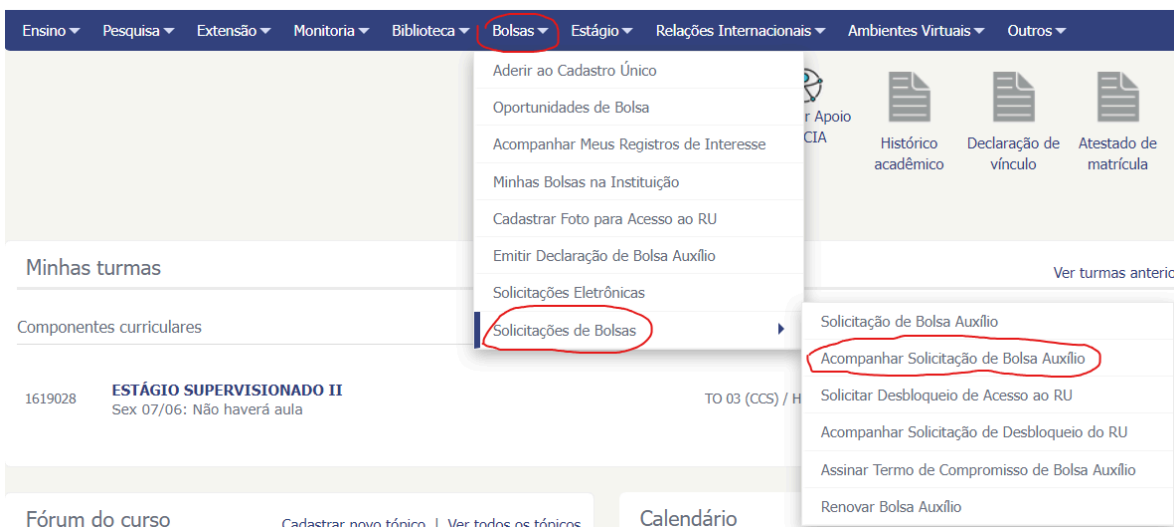 Ensino Pesquisa Extensão Monitoria Biblioteca Bolsas Estágio Relações Internacionais Ambientes Virtuais Outros
Aderir ao Cadastro Único
Oportunidades de Bolsa
Acompanhar Meus Registros de Interesse
Minhas Bolsas na Instituição
Cadastrar Foto para Acesso ao RU
Emitir Declaração de Bolsa Auxílio
Solicitações Eletrônicas
Solicitações de Bolsas
Apoio
Histórico acadêmico
Declaração de vínculo
Atestado de matrícula
Minhas turmas
Ver turmas
Componentes curriculares
Solicitação de Bolsa Auxílio
Acompanhar Solicitação de Bolsa Auxílio
Solicitar Desbloqueio de Acesso ao RU
Acompanhar Solicitação de Desbloqueio do RU
Assinar Termo de Compromisso de Bolsa Auxílio
Renovar Bolsa Auxílio
1619028 ESTÁGIO SUPERVISIONADO II
Sex 07/06: Não haverá aula
TO 03 (CCS) /
Fórum do curso
Cadastrar novo tópico | Ver todos os tópicos
Calendário